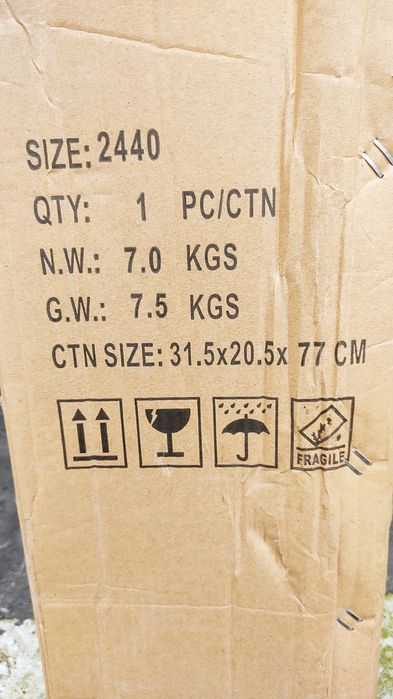 SIZE: 2440
QTY: 1 PC/CTN
N.W.: 7.0 KGS
G.W.: 7.5 KGS
CTN SIZE: 31.5x20.5x 77 CM
FRAGILE